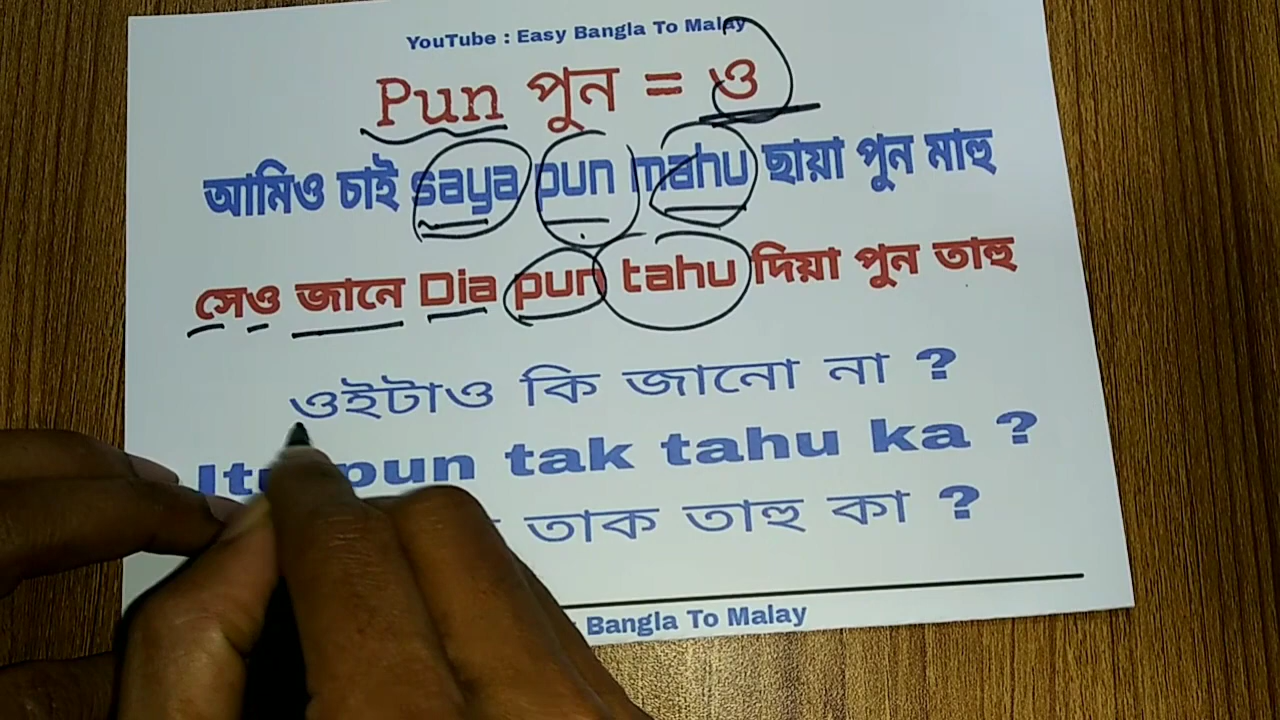 YouTube : Easy Bangla To Malay
Pun পুন = ও
আমিও চাই saya pun mahu ছায়া পুন মাহু
সেও জানে Dia pun tahu দিয়া পুন তাহু
ওইটাও কি জানো না ?
pun tak tahu ka ?
তাক তাহু কা ?
Bangla To Malay